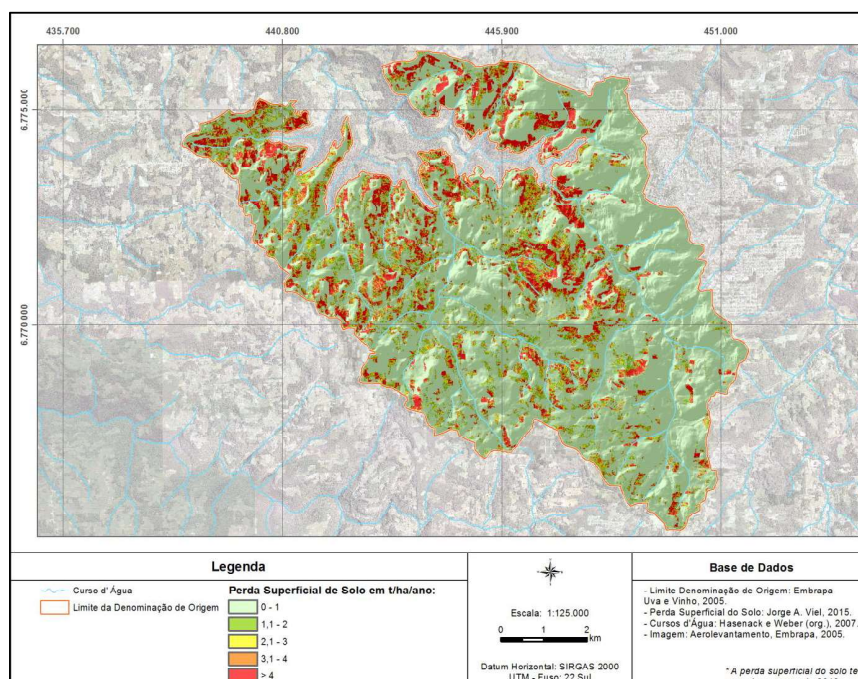 435.700 440.800 445.900 451.000
6.775.000
6.770.000
Legenda
Curso d'Água
Limite da Denominação de Origem
Perda Superficial de Solo em t/ha/ano:
0 - 1
1,1 - 2
2,1 - 3
3,1 - 4
> 4
Escala: 1:125.000
0 1 2
km
Datum Horizontal: SIRGAS 2000
UTM - Fuso: 22 Sul
Base de Dados
- Limite Denominação de Origem: Embrapa
Uva e Vinho, 2005.
- Perda Superficial do Solo: Jorge A. Viel, 2015.
- Cursos d'Água: Hasenack e Weber (org.), 2007.
- Imagem: Aerolevantamento, Embrapa, 2005.
* A perda superficial do solo te